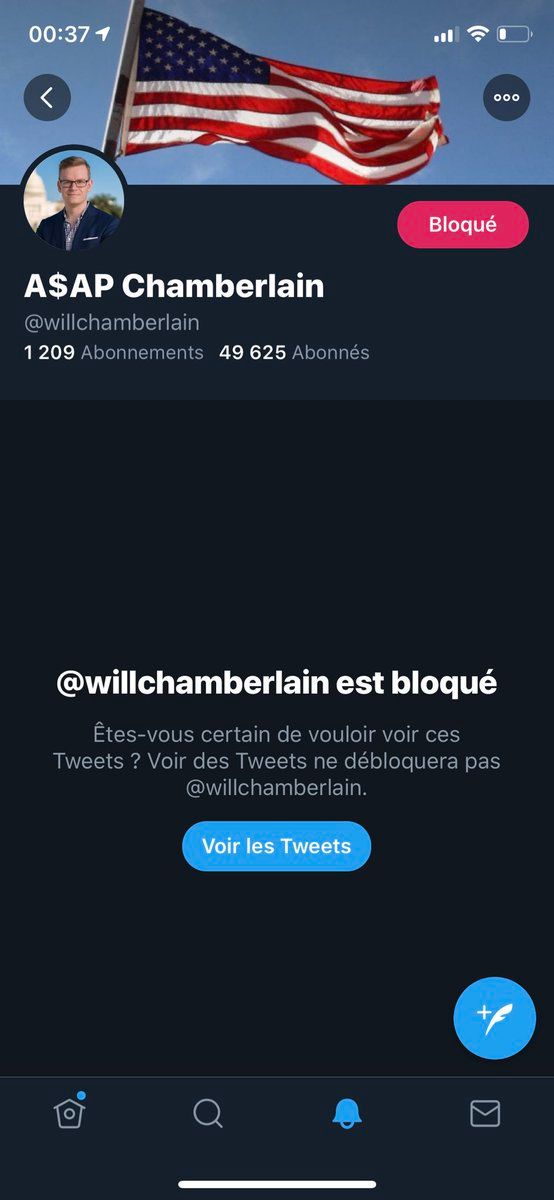 00:37
Bloqué
A$AP Chamberlain
@willchamberlain
1 209 Abonnements 49 625 Abonnés
@willchamberlain est bloqué
Êtes-vous certain de vouloir voir ces
Tweets ? Voir des Tweets ne débloquera pas
@willchamberlain.
Voir les Tweets